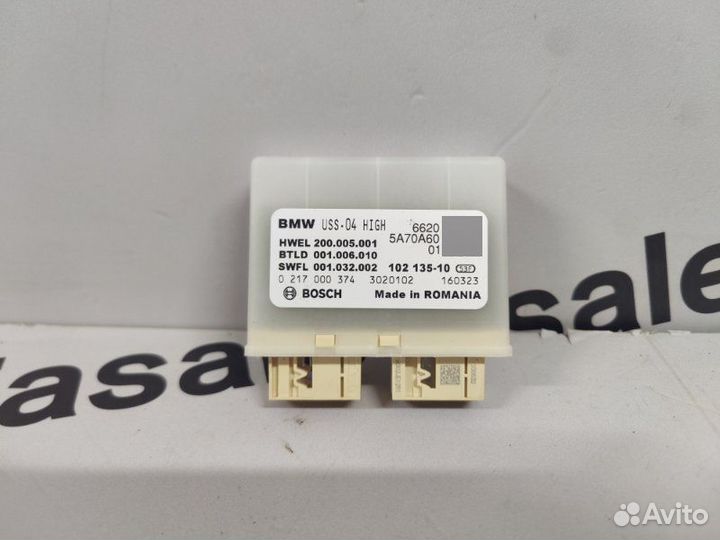 BMW USS-04 HIGH 6620
5A70A60
HWEL 200.005.001 01
BTLD 001.006.010
SWFL 001.032.002 102 135-10
0 217 000 374 3020102 160323
BOSCH Made in ROMANIA
asale
sale
Avito